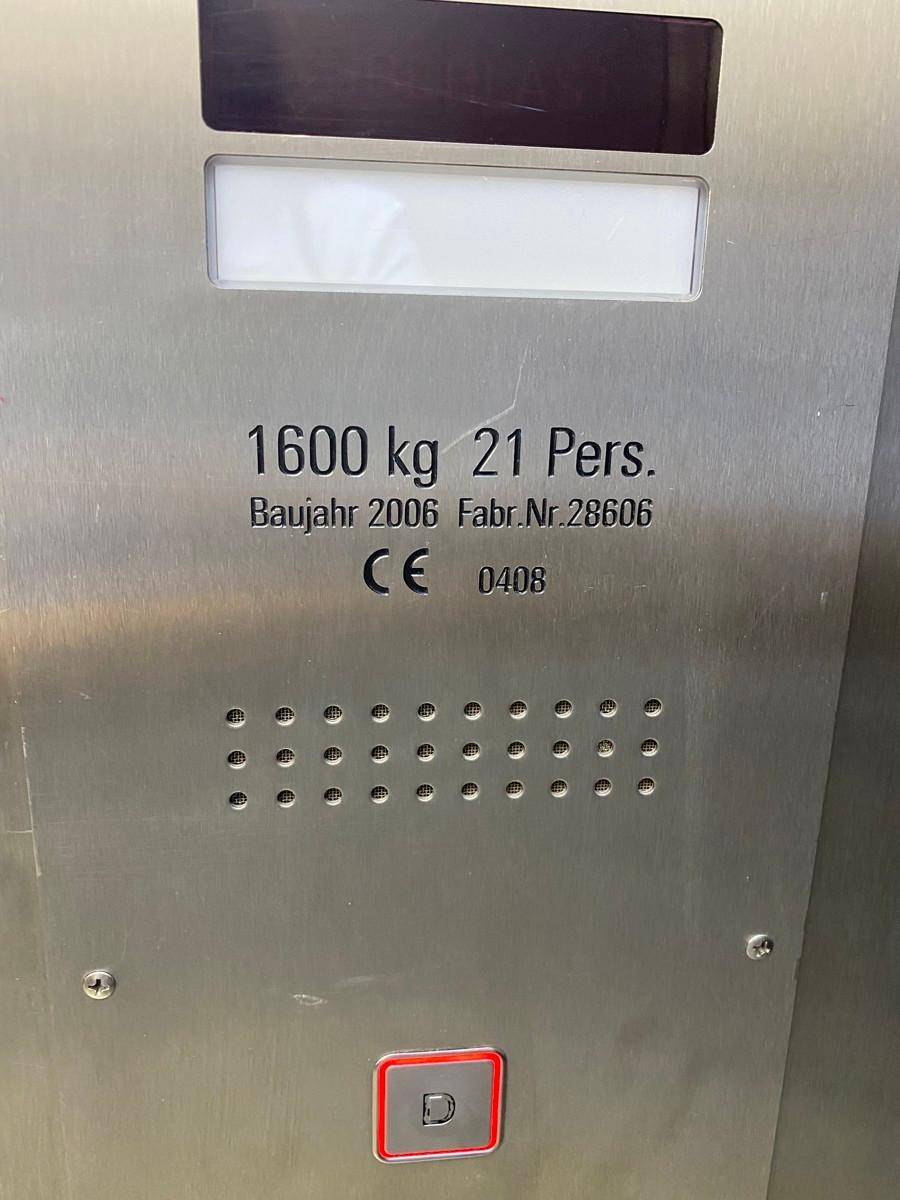 1600 kg 21 Pers.
Baujahr 2006 Fabr.Nr.28606
CE 0408
D